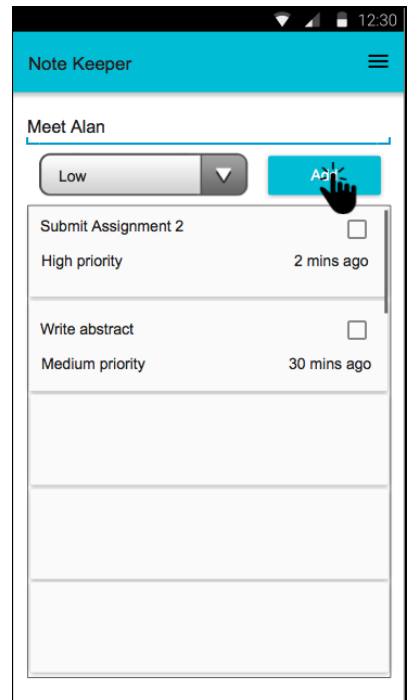 12:30
Note Keeper
Meet Alan
Low
Add
Submit Assignment 2
High priority 2 mins ago
Write abstract
Medium priority 30 mins ago